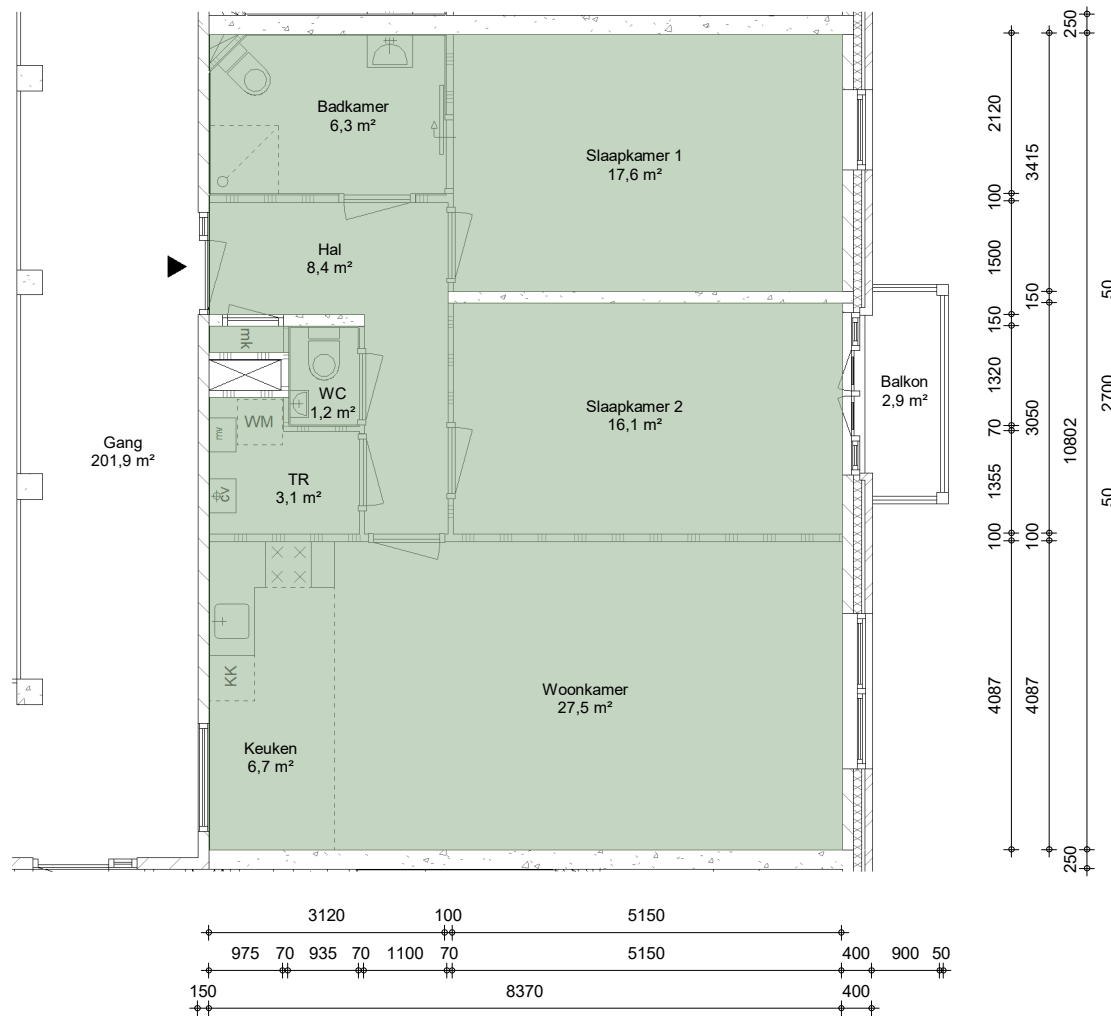 Badkamer
6,3 m²
Slaapkamer 1
17,6 m²
Hal
8,4 m²
mk
WC
1,2 m²
WM
Slaapkamer 2
16,1 m²
Balkon
2,9 m²
Gang
201,9 m²
TR
3,1 m²
CV
KK
Woonkamer
27,5 m²
Keuken
6,7 m²
250
2120
3415
100
1500
150
50
150
1320
2700
3050
70
10802
1355
50
100
100
4087
4087
250
3120
100
5150
975
70
935
70
1100
70
5150
400
900
50
150
8370
400